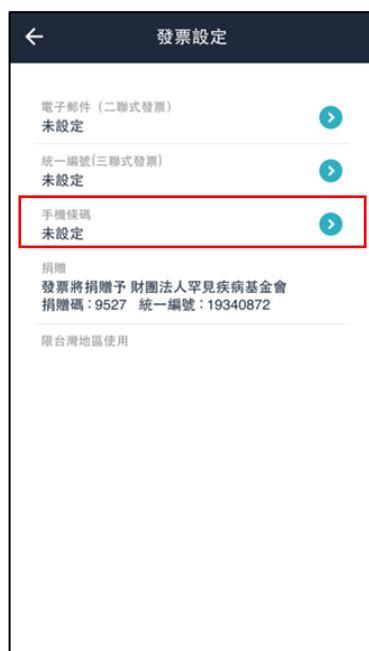 發票設定
電子郵件（二聯式發票）
未設定
統一編號(三聯式發票)
未設定
手機條碼
未設定
捐贈
發票將捐贈予 財團法人罕見疾病基金會
捐贈碼：9527 統一編號：19340872
限台灣地區使用